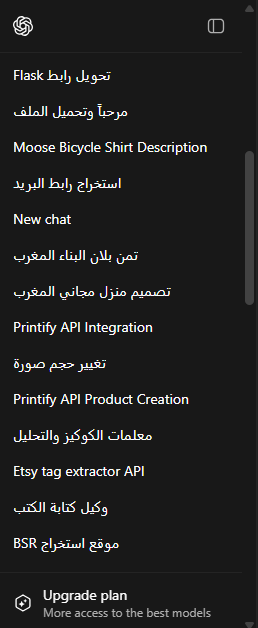 تحويل رابط Flask
مرحباً وتحميل الملف
Moose Bicycle Shirt Description
استخراج رابط البريد
New chat
تمن بلان البناء المغرب
تصميم منزل مجاني المغرب
Printify API Integration
تغيير حجم صورة
Printify API Product Creation
معلمات الكوكيز والتحليل
Etsy tag extractor API
وكيل كتابة الكتب
موقع استخراج BSR
Upgrade plan
More access to the best models